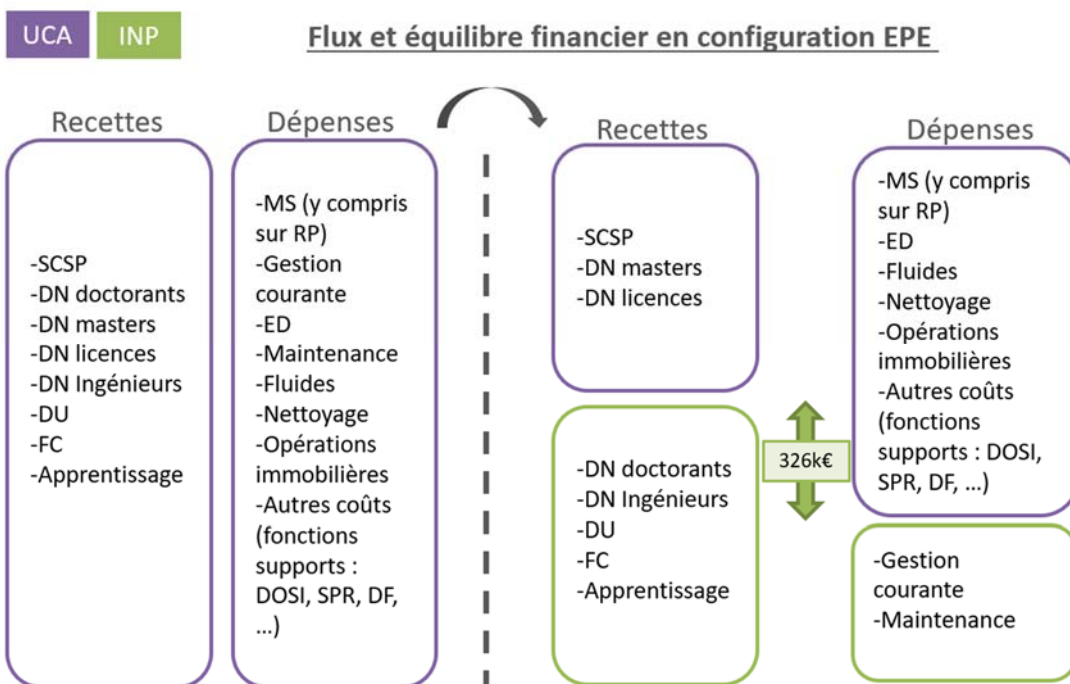 UCA
INP
Flux et équilibre financier en configuration EPE
Recettes
-SCSP
-DN doctorants
-DN masters
-DN licences
-DN Ingénieurs
-DU
-FC
-Apprentissage
Dépenses
-MS (y compris
sur RP)
-Gestion
courante
-ED
-Maintenance
-Fluides
-Nettoyage
-Opérations
immobilières
-Autres coûts
(fonctions
supports :
DOSI, SPR, DF,
...)
Recettes
-SCSP
-DN masters
-DN licences
-DN doctorants
-DN Ingénieurs
-DU
-FC
-Apprentissage
326k€
Dépenses
-MS (y compris
sur RP)
-ED
-Fluides
-Nettoyage
-Opérations
immobilières
-Autres coûts
(fonctions
supports : DOSI,
SPR, DF, ...)
-Gestion
courante
-Maintenance